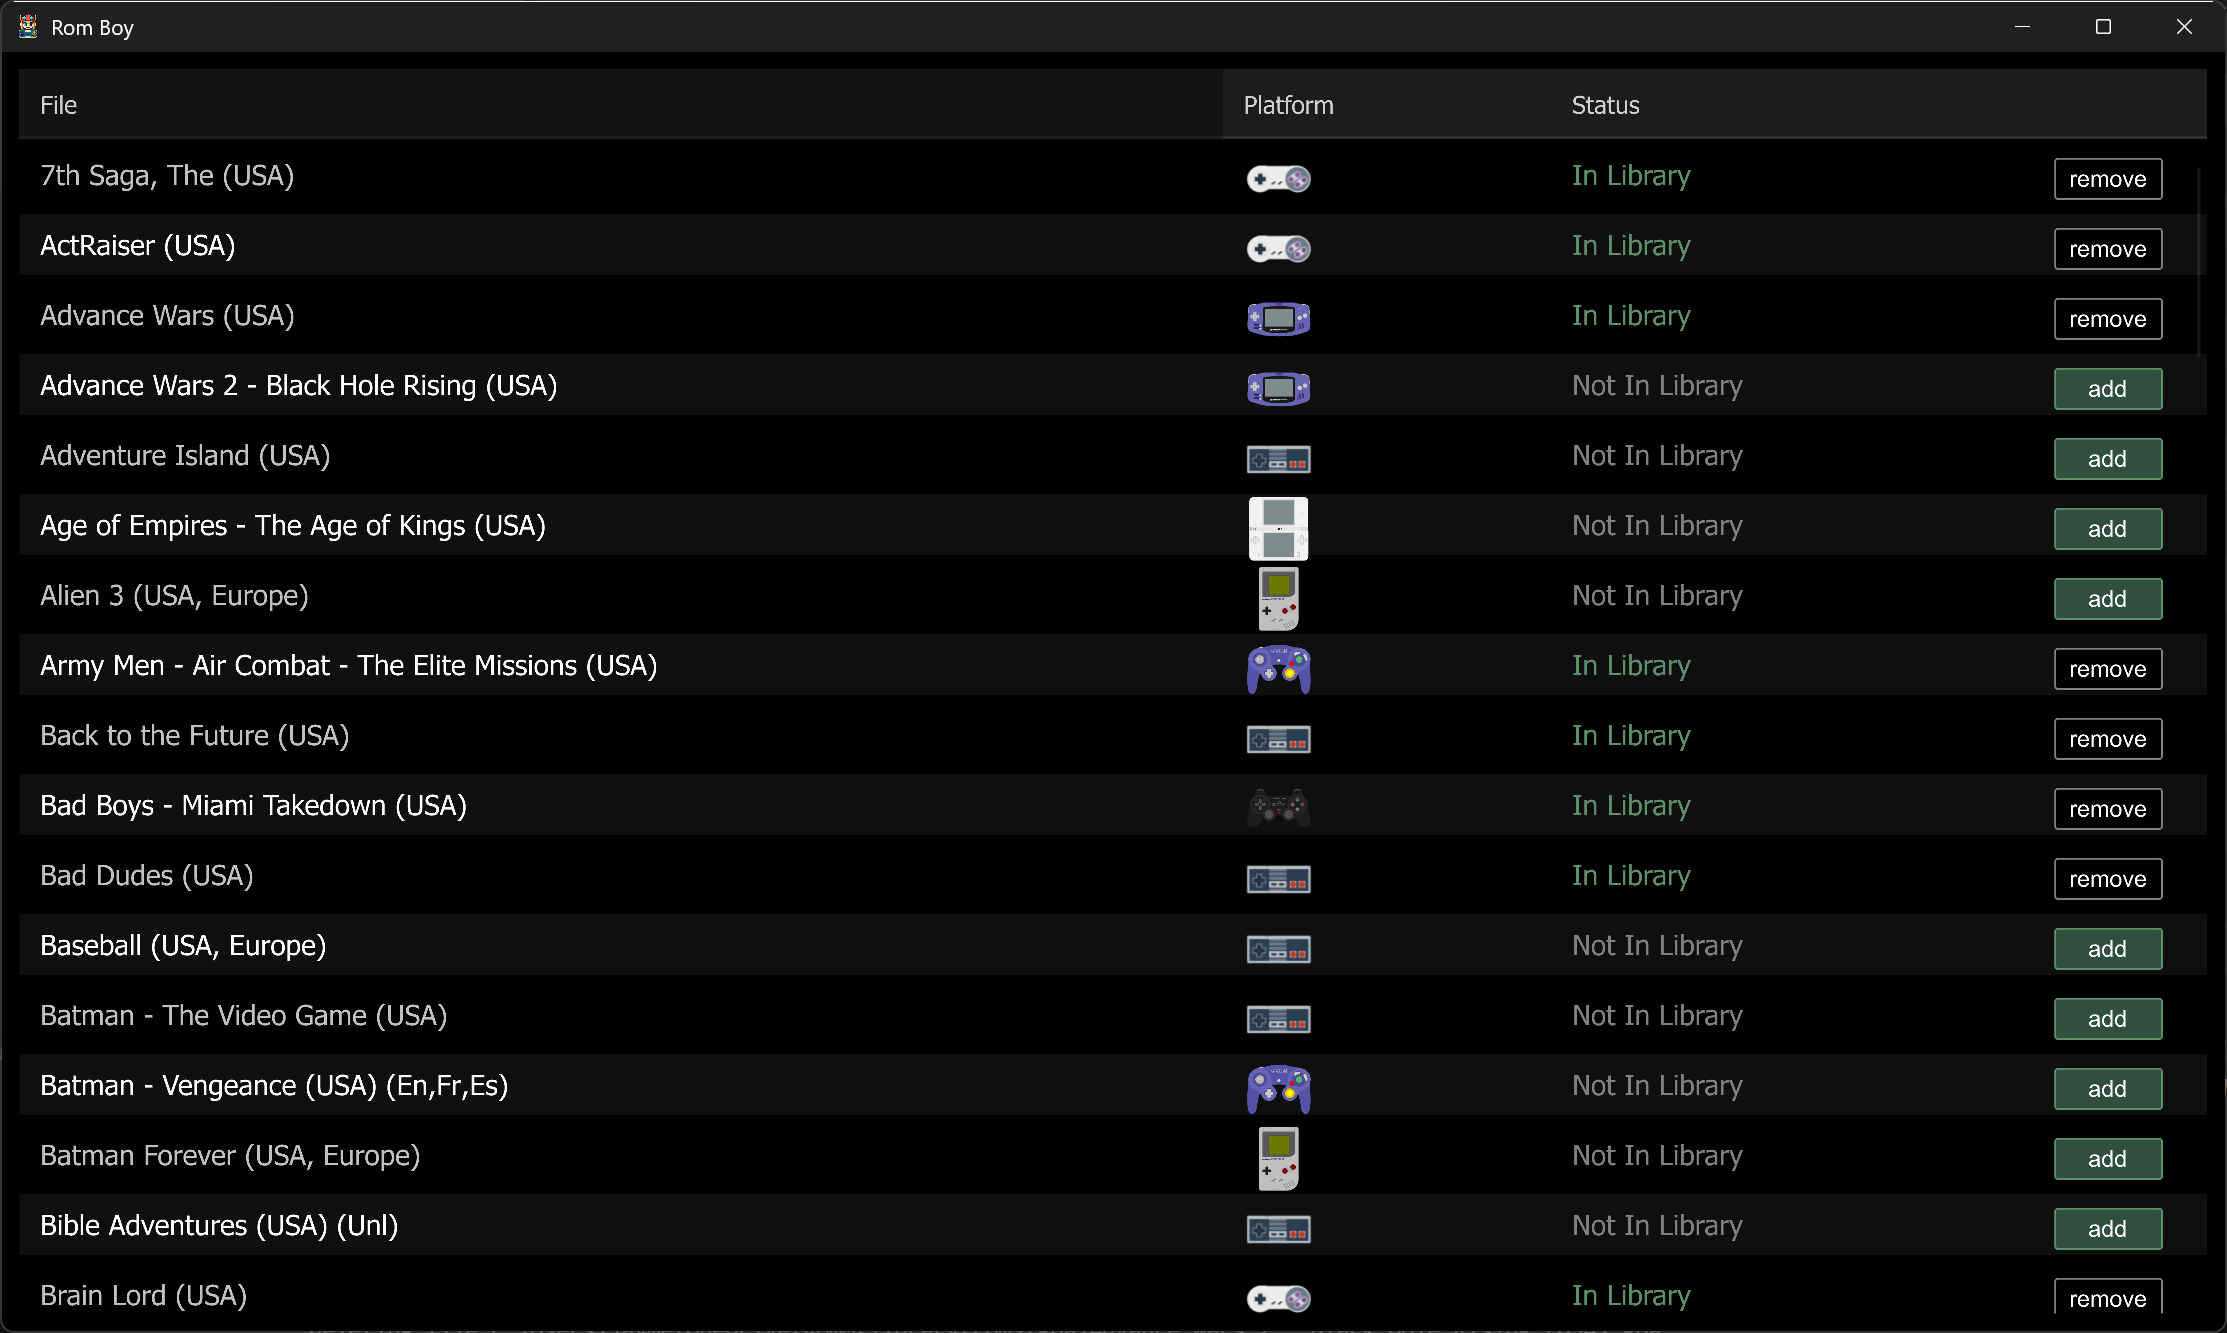 Rom Boy
File Platform Status
7th Saga, The (USA) In Library remove
ActRaiser (USA) In Library remove
Advance Wars (USA) In Library remove
Advance Wars 2 - Black Hole Rising (USA) Not In Library add
Adventure Island (USA) Not In Library add
Age of Empires - The Age of Kings (USA) Not In Library add
Alien 3 (USA, Europe) Not In Library add
Army Men - Air Combat - The Elite Missions (USA) In Library remove
Back to the Future (USA) In Library remove
Bad Boys - Miami Takedown (USA) In Library remove
Bad Dudes (USA) In Library remove
Baseball (USA, Europe) Not In Library add
Batman - The Video Game (USA) Not In Library add
Batman - Vengeance (USA) (En,Fr,Es) Not In Library add
Batman Forever (USA, Europe) Not In Library add
Bible Adventures (USA) (Unl) Not In Library add
Brain Lord (USA) In Library remove